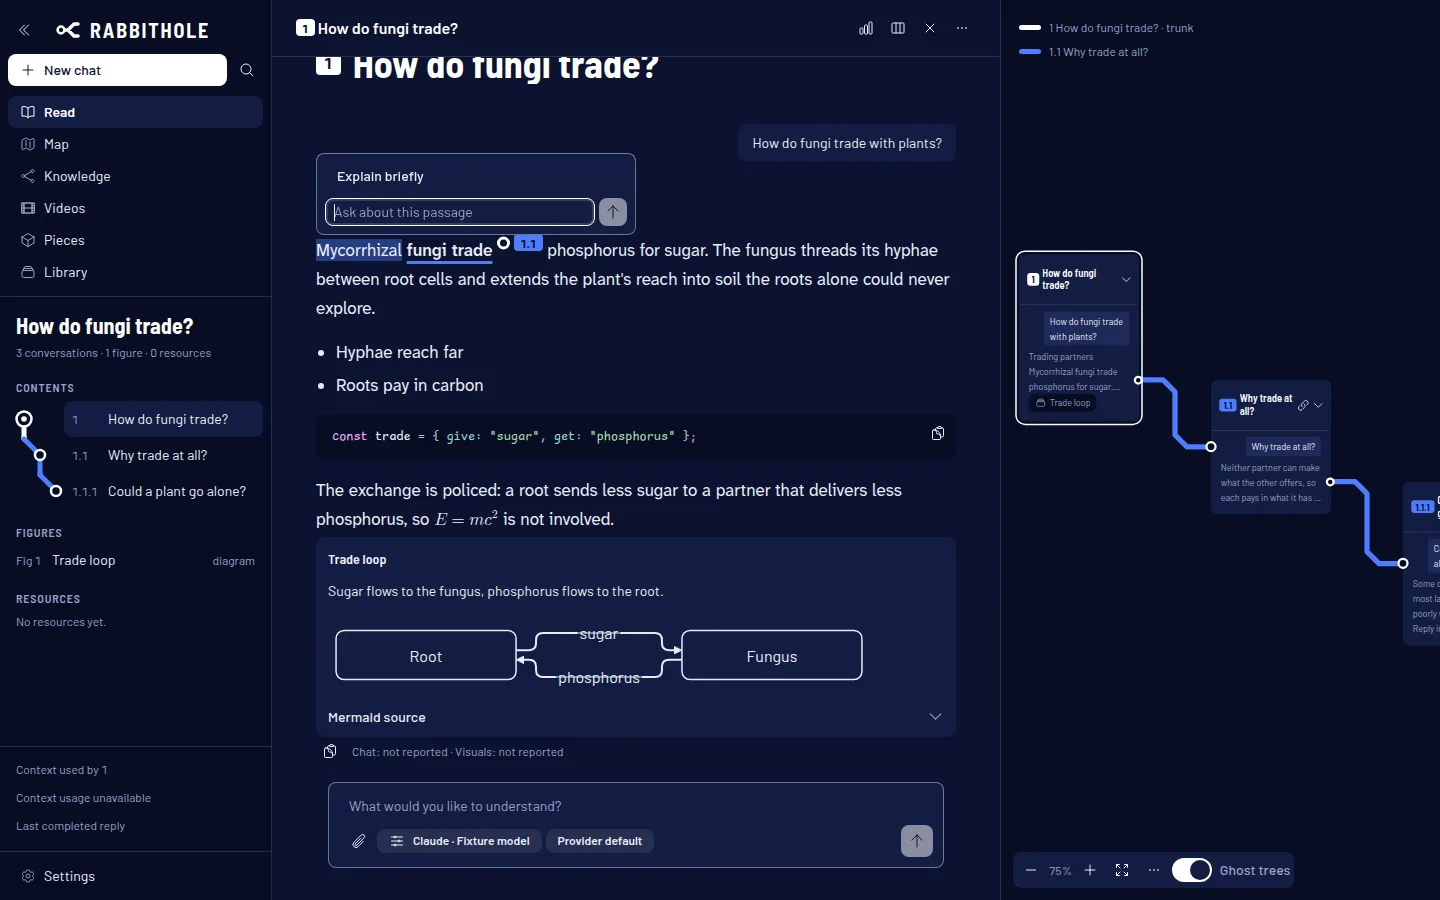 RABBITHOLE
New chat
Read
Map
Knowledge
Videos
Pieces
Library
How do fungi trade?
3 conversations · 1 figure · 0 resources
CONTENTS
1 How do fungi trade?
1.1 Why trade at all?
1.1.1 Could a plant go alone?
FIGURES
Fig 1 Trade loop diagram
RESOURCES
No resources yet.
Context used by 1
Context usage unavailable
Last completed reply
Settings
1 How do fungi trade?
1 How do fungi trade?
How do fungi trade with plants?
Explain briefly
Ask about this passage
Mycorrhizal fungi trade 1.1 phosphorus for sugar. The fungus threads its hyphae
between root cells and extends the plant's reach into soil the roots alone could never
explore.
• Hyphae reach far
• Roots pay in carbon
const trade = { give: "sugar", get: "phosphorus" };
The exchange is policed: a root sends less sugar to a partner that delivers less
phosphorus, so E = mc² is not involved.
Trade loop
Sugar flows to the fungus, phosphorus flows to the root.
sugar
Root
Fungus
phosphorus
Mermaid source
Chat: not reported · Visuals: not reported
What would you like to understand?
Claude · Fixture model
Provider default
1 How do fungi trade? · trunk
1.1 Why trade at all?
1 How do fungi
trade?
How do fungi trade
with plants?
Trading partners
Mycorrhizal fungi trade
phosphorus for sugar....
Trade loop
1.1 Why trade at
all?
Why trade at all?
Neither partner can make
what the other offers, so
each pays in what it has ...
1.1.1
Some
most
poorly
Reply
75%
Ghost trees